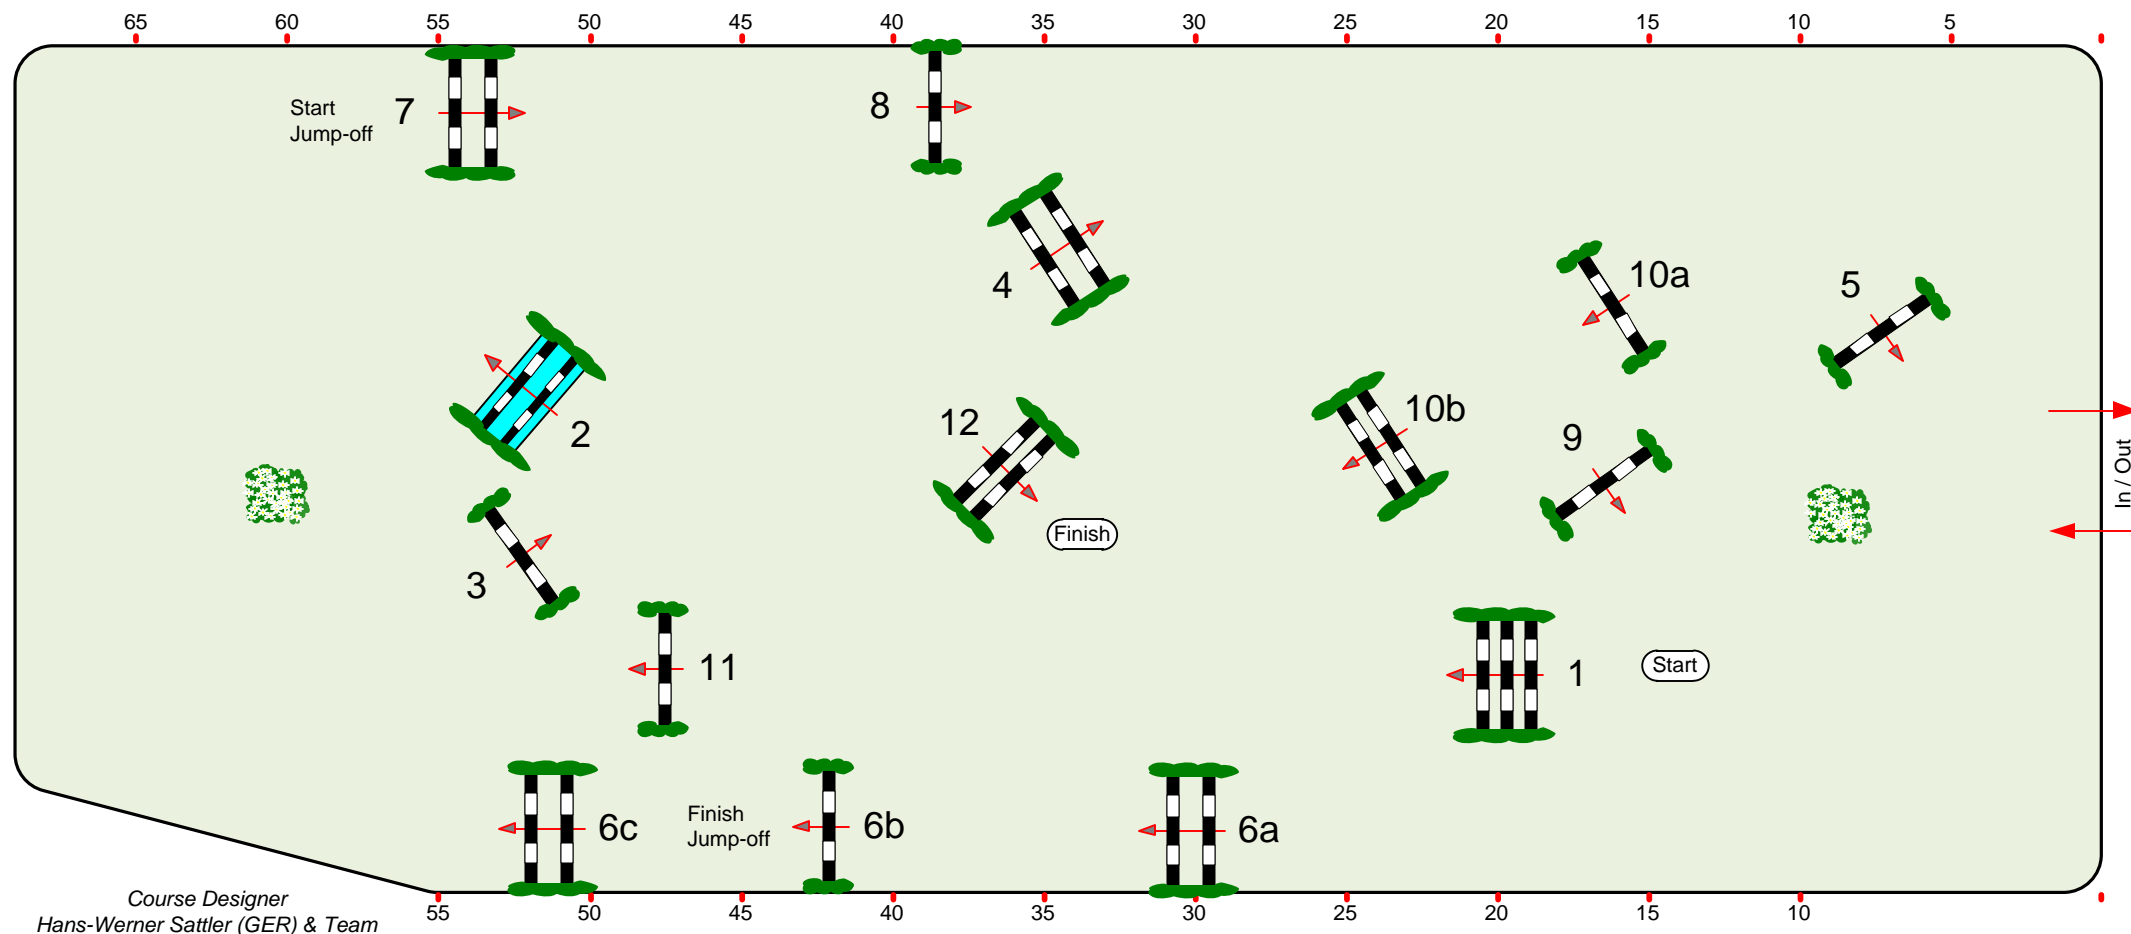 65 60 55 50 45 40 35 30 25 20 15 10 5
Start
Jump-off
7
8
4
10a
5
2
12
10b
9
In / Out
Finish
3
11
1
Start
6c
Finish
Jump-off
6b
6a
Course Designer
Hans-Werner Sattler (GER) & Team
55 50 45 40 35 30 25 20 15 10